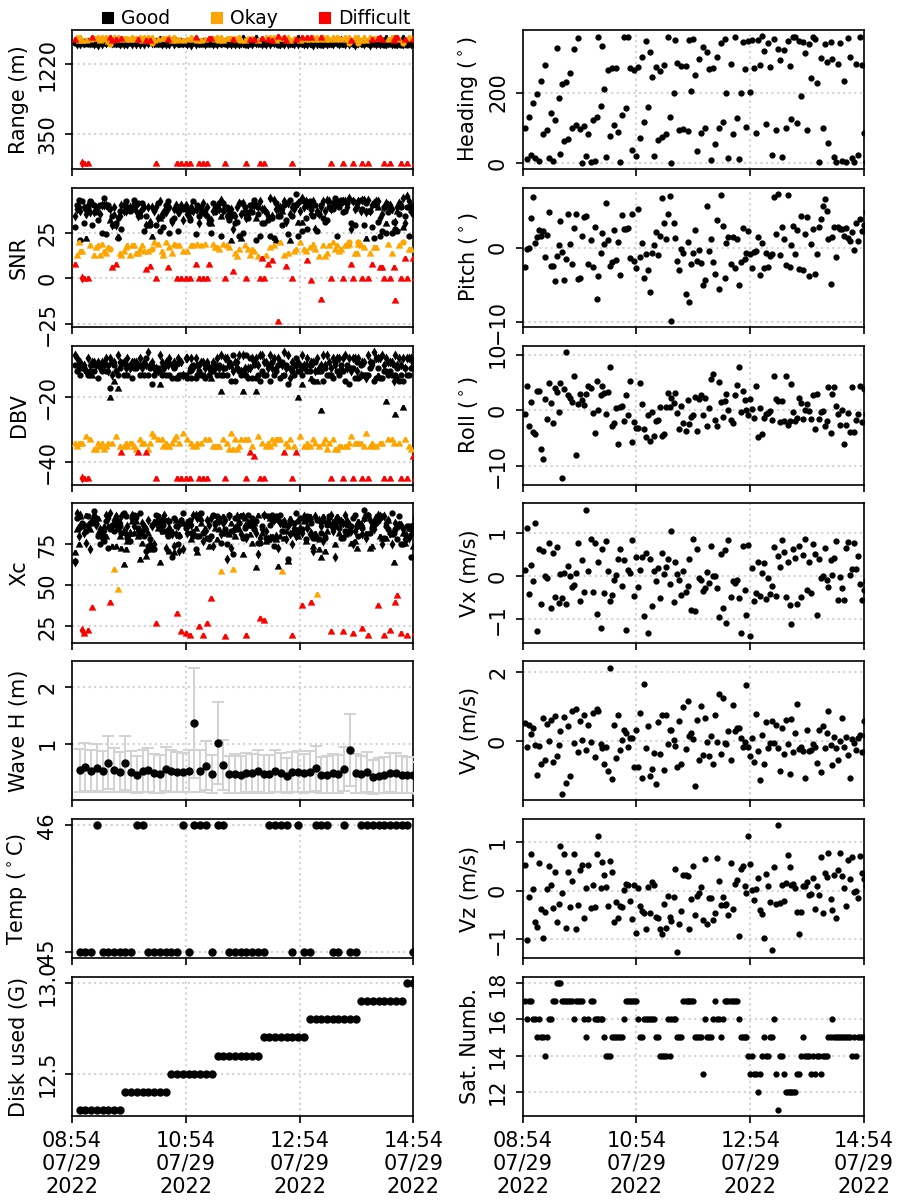 Good Okay Difficult
Range (m)
1220
350
Heading (°)
200
0
SNR
25
0
−25
Pitch (°)
0
−10
DBV
−20
−40
Roll (°)
10
0
−10
Xc
75
50
25
Vx (m/s)
1
0
−1
Wave H (m)
2
1
Vy (m/s)
2
0
Temp (°C)
46
45
Vz (m/s)
1
0
−1
Disk used (G)
13.0
12.5
Sat. Numb.
18
16
14
12
08:54 10:54 12:54 14:54 08:54 10:54 12:54 14:54
07/29 07/29 07/29 07/29 07/29 07/29 07/29 07/29
2022 2022 2022 2022 2022 2022 2022 2022